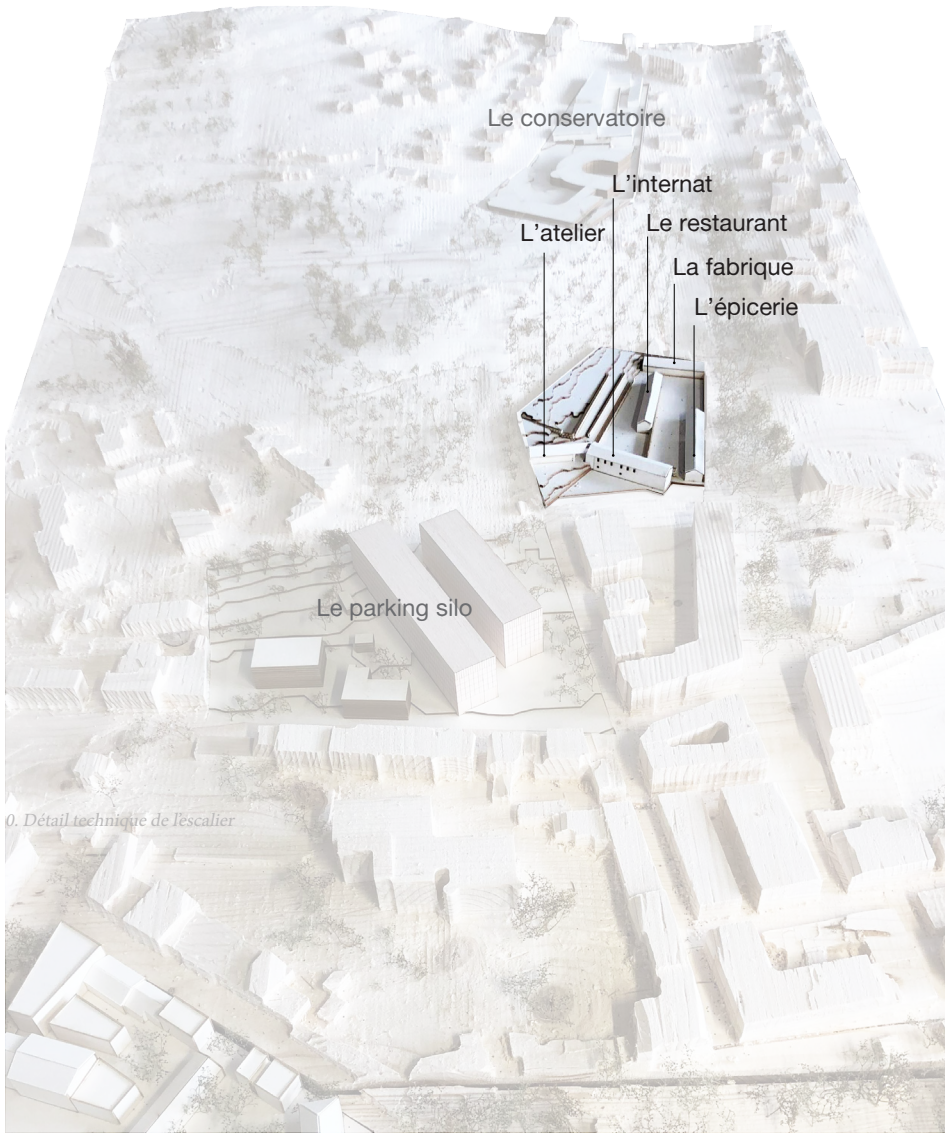 Le conservatoire
L'internat
Le restaurant
L'atelier
La fabrique
L'épicerie
Le parking silo
0. Détail technique de l'escalier